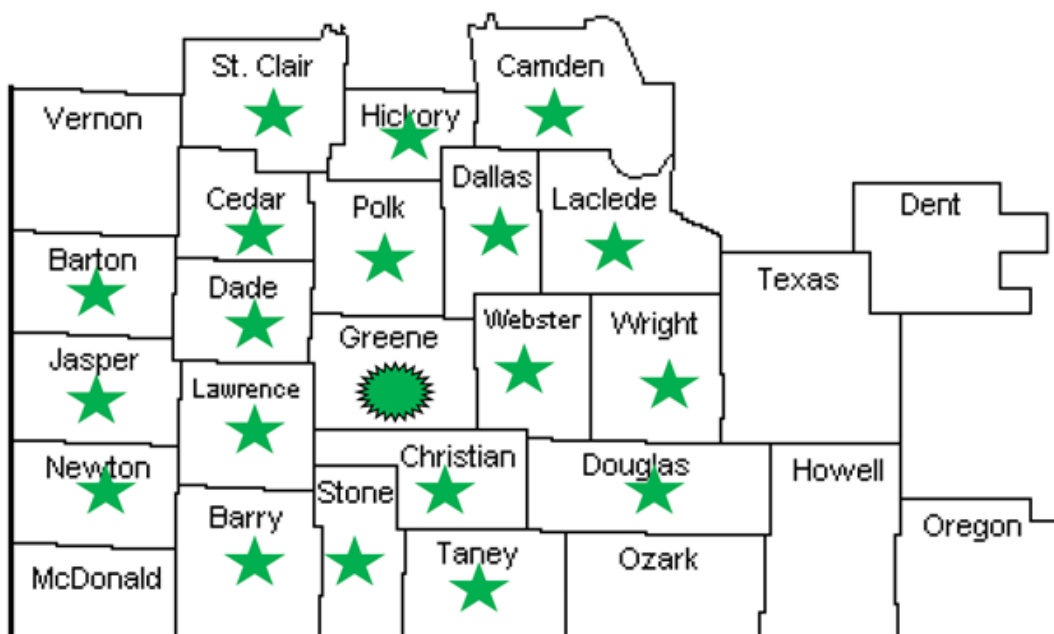 St. Clair
Camden
Vernon
Hickory
Cedar
Polk
Dallas
Laclede
Dent
Barton
Dade
Texas
Jasper
Greene
Webster
Wright
Lawrence
Newton
Christian
Douglas
Howell
Stone
Barry
Oregon
McDonald
Taney
Ozark